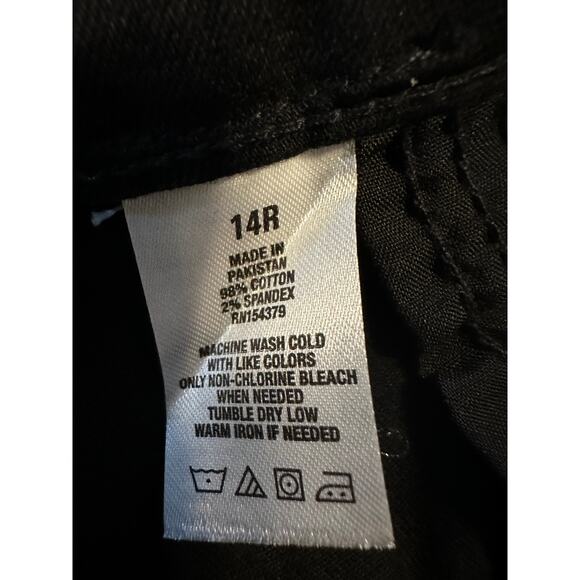 14R
MADE IN
PAKISTAN
98% COTTON
2% SPANDEX
RN154379
MACHINE WASH COLD
WITH LIKE COLORS
ONLY NON-CHLORINE BLEACH
WHEN NEEDED
TUMBLE DRY LOW
WARM IRON IF NEEDED